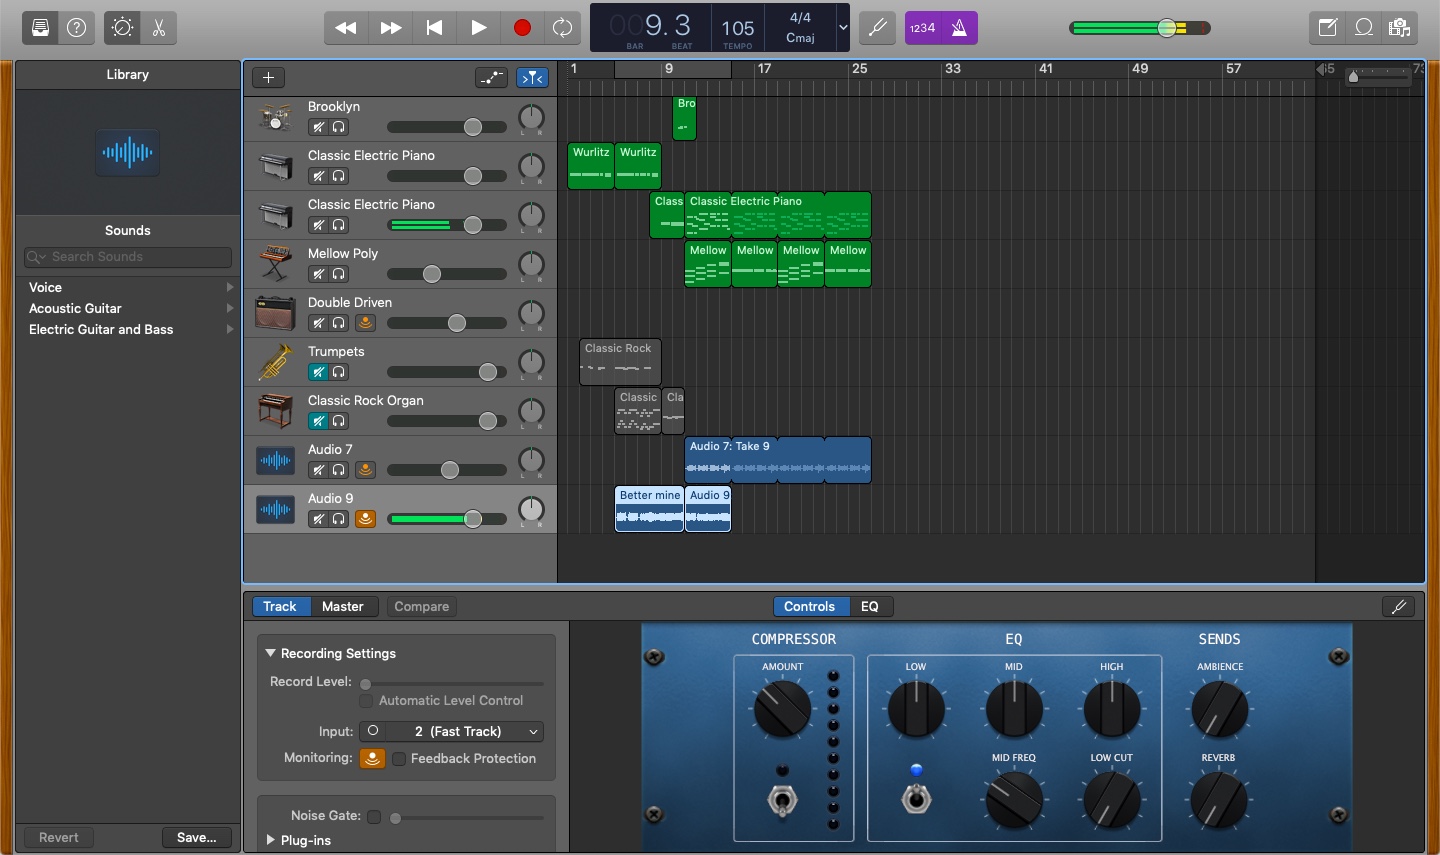 009. 3
BAR BEAT
105
TEMPO
4/4
Cmaj
1234
Library
Sounds
Search Sounds
Voice
Acoustic Guitar
Electric Guitar and Bass
Revert
Save...
1 9 17 25 33 41 49 57 65 73
Brooklyn
L R
Bro
Classic Electric Piano
L R
Wurlitz
Wurlitz
Classic Electric Piano
L R
Class
Classic Electric Piano
Mellow Poly
L R
Mellow
Mellow
Mellow
Mellow
Double Driven
L R
Trumpets
L R
Classic Rock
Classic Rock Organ
L R
Classic
Cla
Audio 7
L R
Audio 7: Take 9
Audio 9
L R
Better mine
Audio 9
Track
Master
Compare
Controls
EQ
Recording Settings
Record Level:
Automatic Level Control
Input:
2 (Fast Track)
Monitoring:
Feedback Protection
Noise Gate:
Plug-ins
COMPRESSOR
AMOUNT
EQ
LOW
MID
HIGH
MID FREQ
LOW CUT
SENDS
AMBIENCE
REVERB